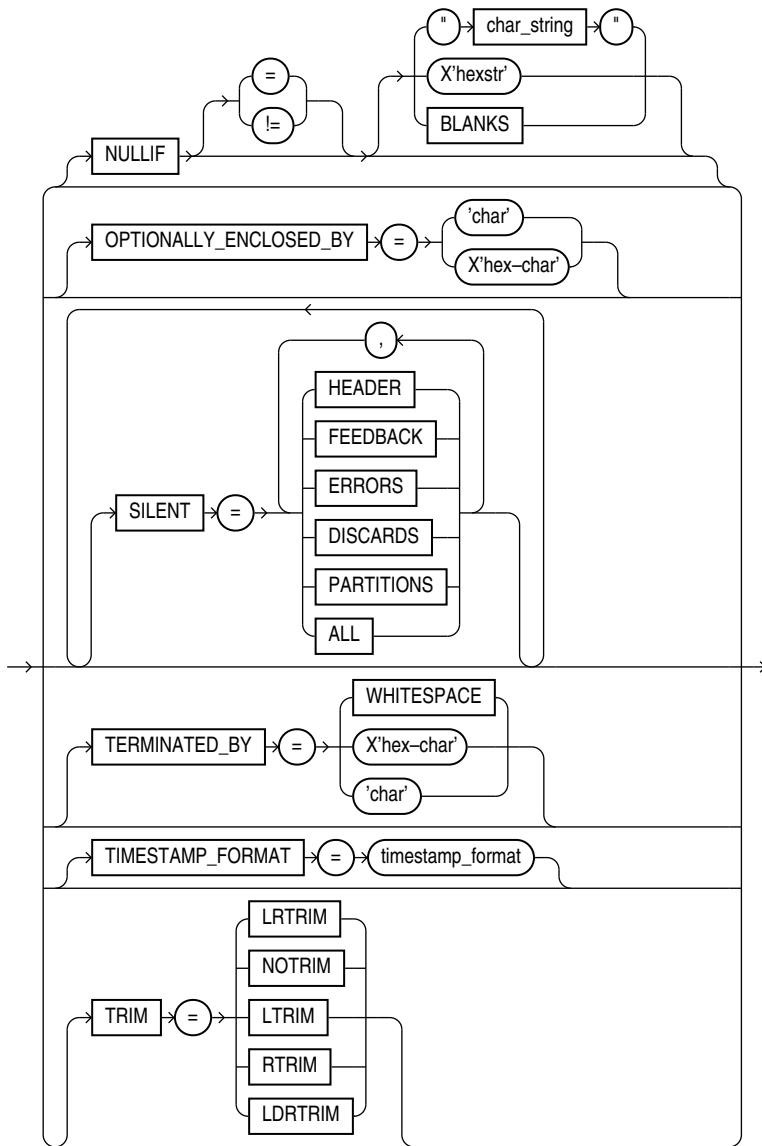 " char_string "
=
X'hexstr'
!=
BLANKS
NULLIF
'char'
OPTIONALLY_ENCLOSED_BY =
X'hex–char'
,
HEADER
FEEDBACK
ERRORS
SILENT =
DISCARDS
PARTITIONS
ALL
WHITESPACE
TERMINATED_BY = X'hex–char'
'char'
TIMESTAMP_FORMAT = timestamp_format
LRTRIM
NOTRIM
TRIM = LTRIM
RTRIM
LDRTRIM